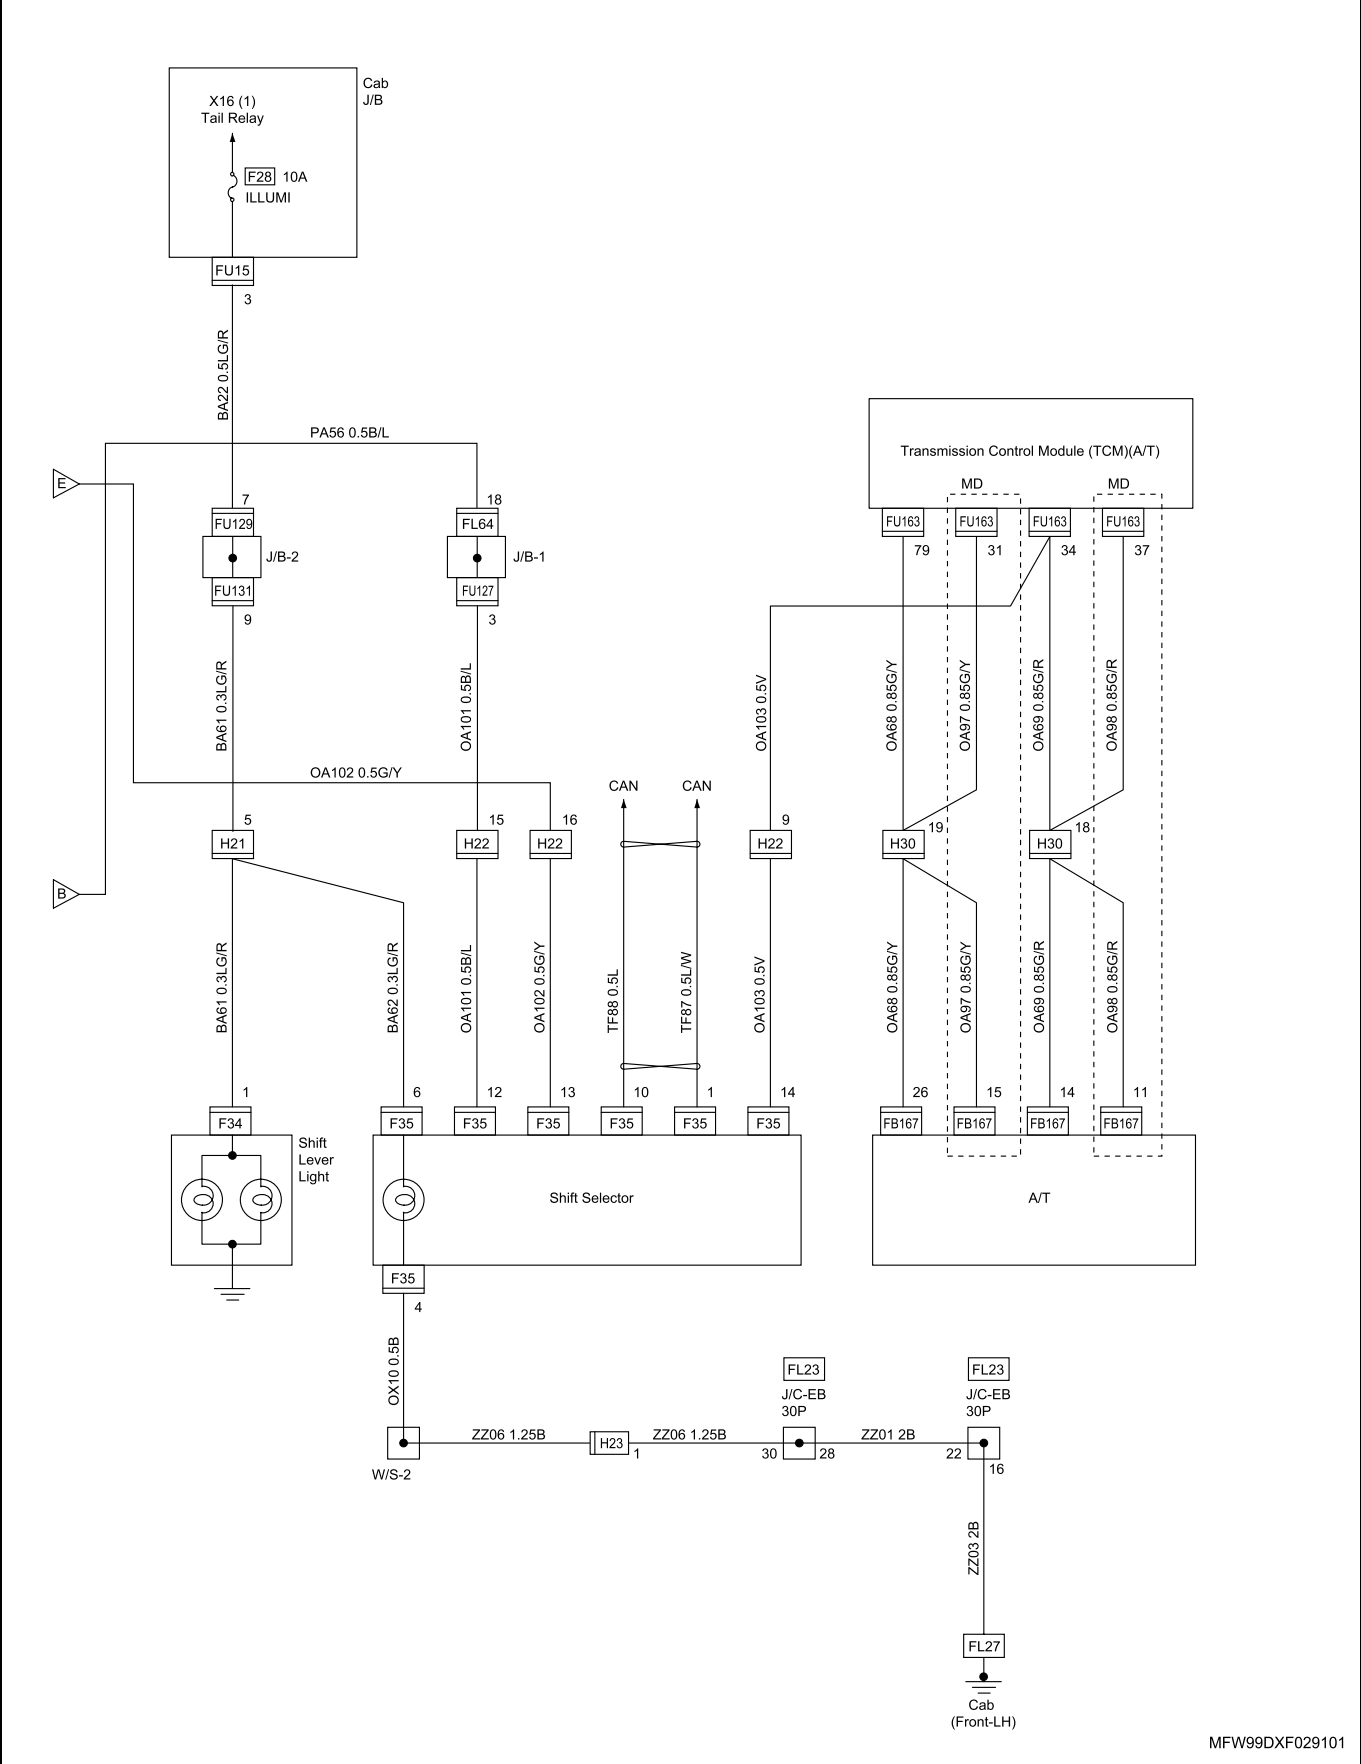 Cab
J/B
X16 (1)
Tail Relay
F28 10A
ILLUMI
FU15
3
BA22 0.5LG/R
PA56 0.5B/L
Transmission Control Module (TCM)(A/T)
E
MD MD
7 18
FU129 FL64 FU163 FU163 FU163 FU163
79 31 34 37
J/B-2 J/B-1
FU131 FU127
9 3
BA61 0.3LG/R
OA101 0.5B/L
OA103 0.5V
OA68 0.85G/Y
OA97 0.85G/Y
OA69 0.85G/R
OA98 0.85G/R
OA102 0.5G/Y
CAN CAN
5 15 16 9 19 18
H21 H22 H22 H22 H30 H30
B
BA61 0.3LG/R
BA62 0.3LG/R
OA101 0.5B/L
OA102 0.5G/Y
TF88 0.5L
TF87 0.5L/W
OA103 0.5V
OA68 0.85G/Y
OA97 0.85G/Y
OA69 0.85G/R
OA98 0.85G/R
1 6 12 13 10 1 14 26 15 14 11
F34 F35 F35 F35 F35 F35 F35 FB167 FB167 FB167 FB167
Shift
Lever
Light
Shift Selector
A/T
F35
4
OX10 0.5B
FL23 FL23
J/C-EB J/C-EB
30P 30P
ZZ06 1.25B H23 ZZ06 1.25B ZZ01 2B
1 30 28 22
16
W/S-2
ZZ03 2B
FL27
Cab
(Front-LH)
MFW99DXF029101